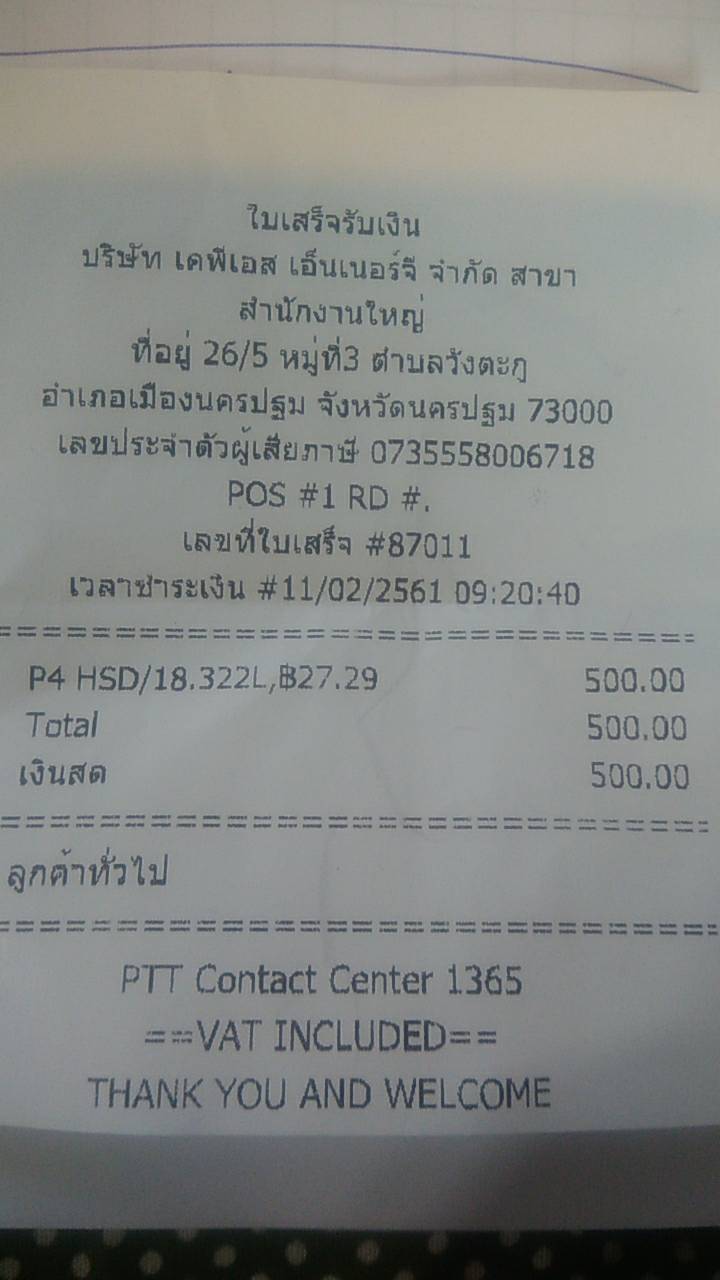 ใบเสร็จรับเงิน
บริษัท เคพีเอส เอ็นเนอร์จี จำกัด สาขา
สำนักงานใหญ่
ที่อยู่ 26/5 หมู่ที่3 ตำบลวังตะกู
อำเภอเมืองนครปฐม จังหวัดนครปฐม 73000
เลขประจำตัวผู้เสียภาษี 0735558006718
POS #1 RD #.
เลขที่ใบเสร็จ #87011
เวลาชำระเงิน #11/02/2561 09:20:40
================================
P4 HSD/18.322L,฿27.29 500.00
Total 500.00
เงินสด 500.00
================================
ลูกค้าทั่วไป
================================
PTT Contact Center 1365
==VAT INCLUDED==
THANK YOU AND WELCOME